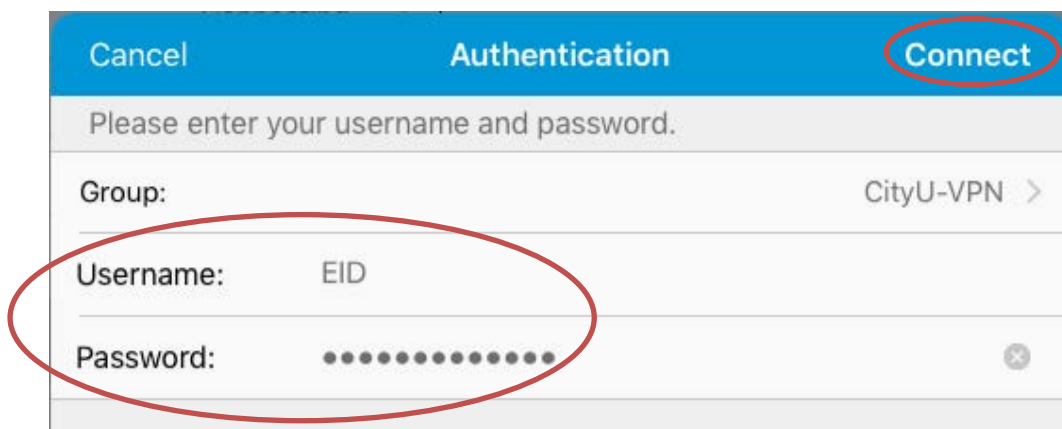 Cancel Authentication Connect
Please enter your username and password.
Group: CityU-VPN >
Username: EID
Password: •••••••••••••